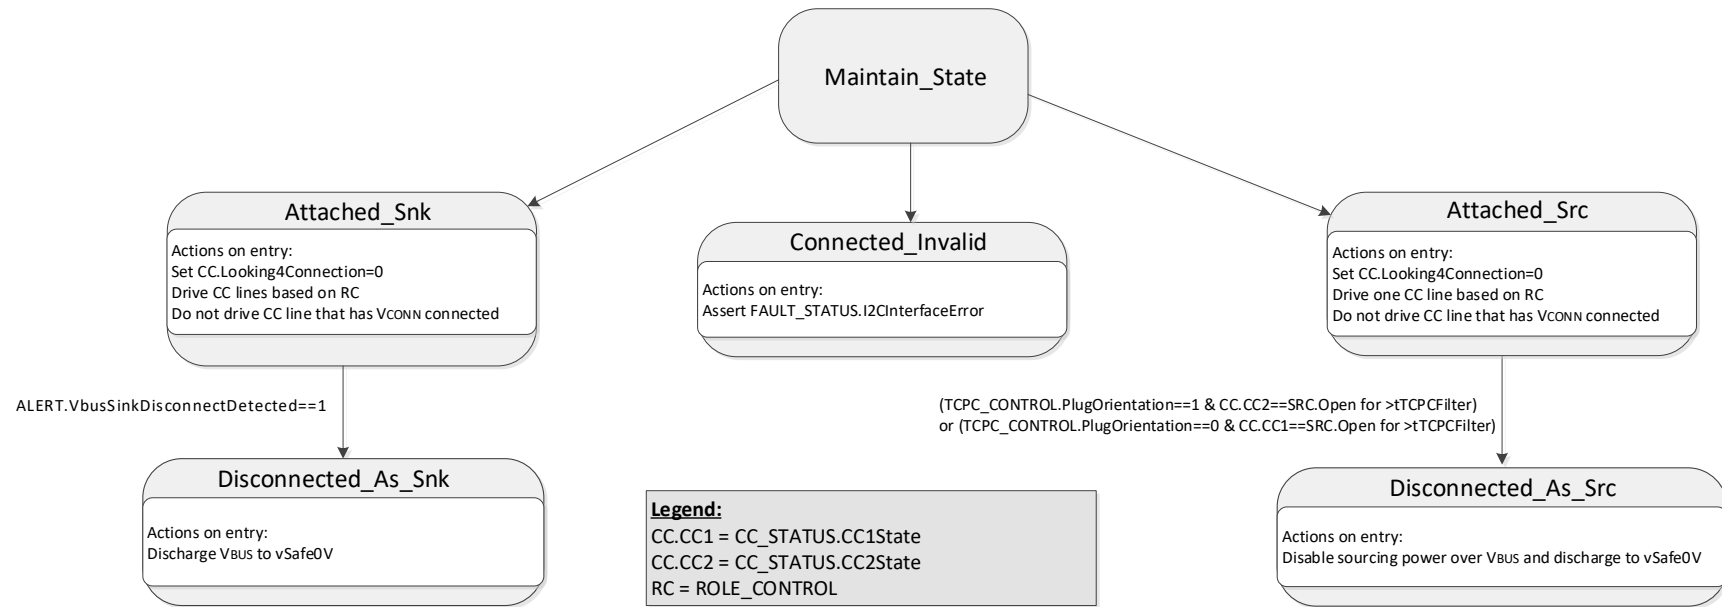 Maintain_State
Attached_Snk
Actions on entry:
Set CC.Looking4Connection=0
Drive CC lines based on RC
Do not drive CC line that has VCONN connected
Connected_Invalid
Actions on entry:
Assert FAULT_STATUS.I2CInterfaceError
Attached_Src
Actions on entry:
Set CC.Looking4Connection=0
Drive one CC line based on RC
Do not drive CC line that has VCONN connected
ALERT.VbusSinkDisconnectDetected==1
(TCPC_CONTROL.PlugOrientation==1 & CC.CC2==SRC.Open for >tTCPCFilter)
or (TCPC_CONTROL.PlugOrientation==0 & CC.CC1==SRC.Open for >tTCPCFilter)
Disconnected_As_Snk
Actions on entry:
Discharge VBUS to vSafe0V
Legend:
CC.CC1 = CC_STATUS.CC1State
CC.CC2 = CC_STATUS.CC2State
RC = ROLE_CONTROL
Disconnected_As_Src
Actions on entry:
Disable sourcing power over VBUS and discharge to vSafe0V